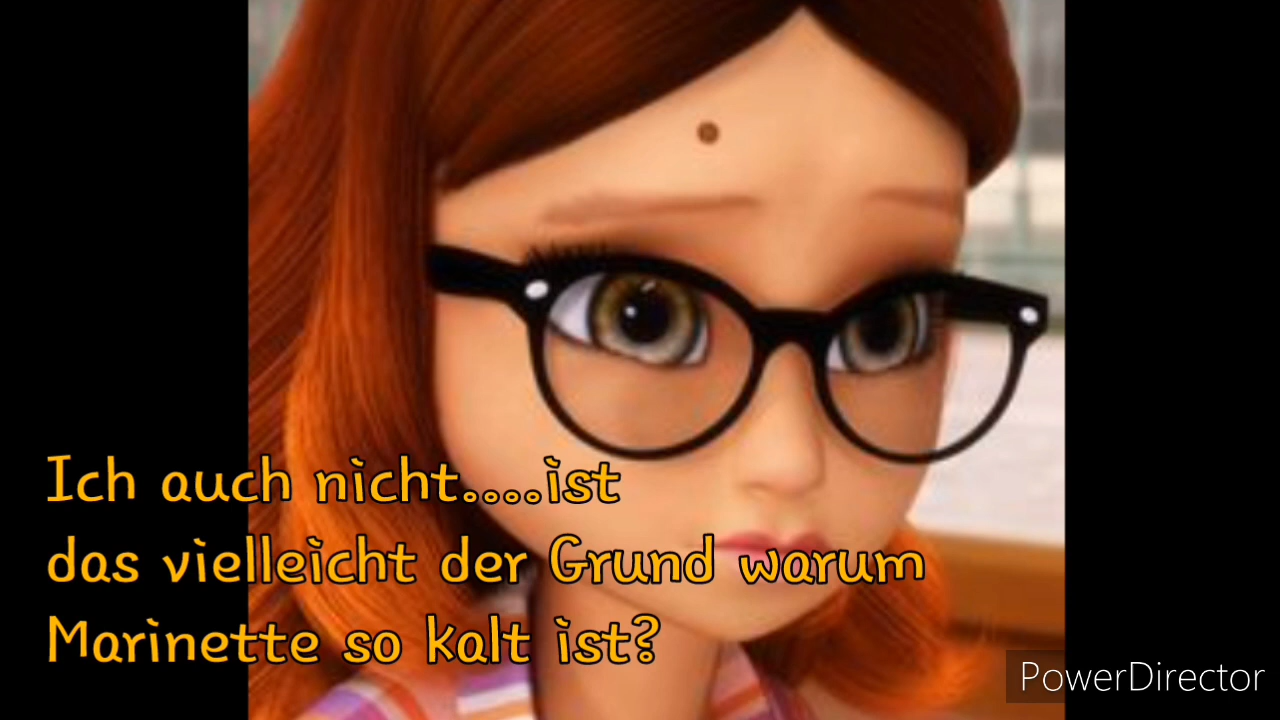 Ich auch nicht....ist
das vielleicht der Grund warum
Marinette so kalt ist?
PowerDirector